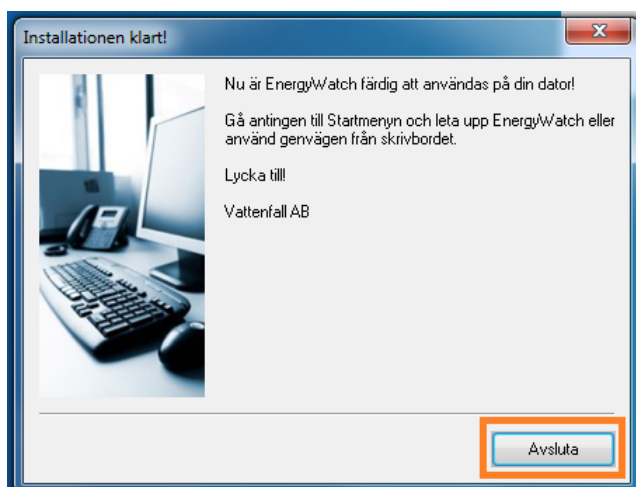 Installationen klart!
Nu är EnergyWatch färdig att användas på din dator!
Gå antingen till Startmenyn och leta upp EnergyWatch eller
använd genvägen från skrivbordet.
Lycka till!
Vattenfall AB
Avsluta